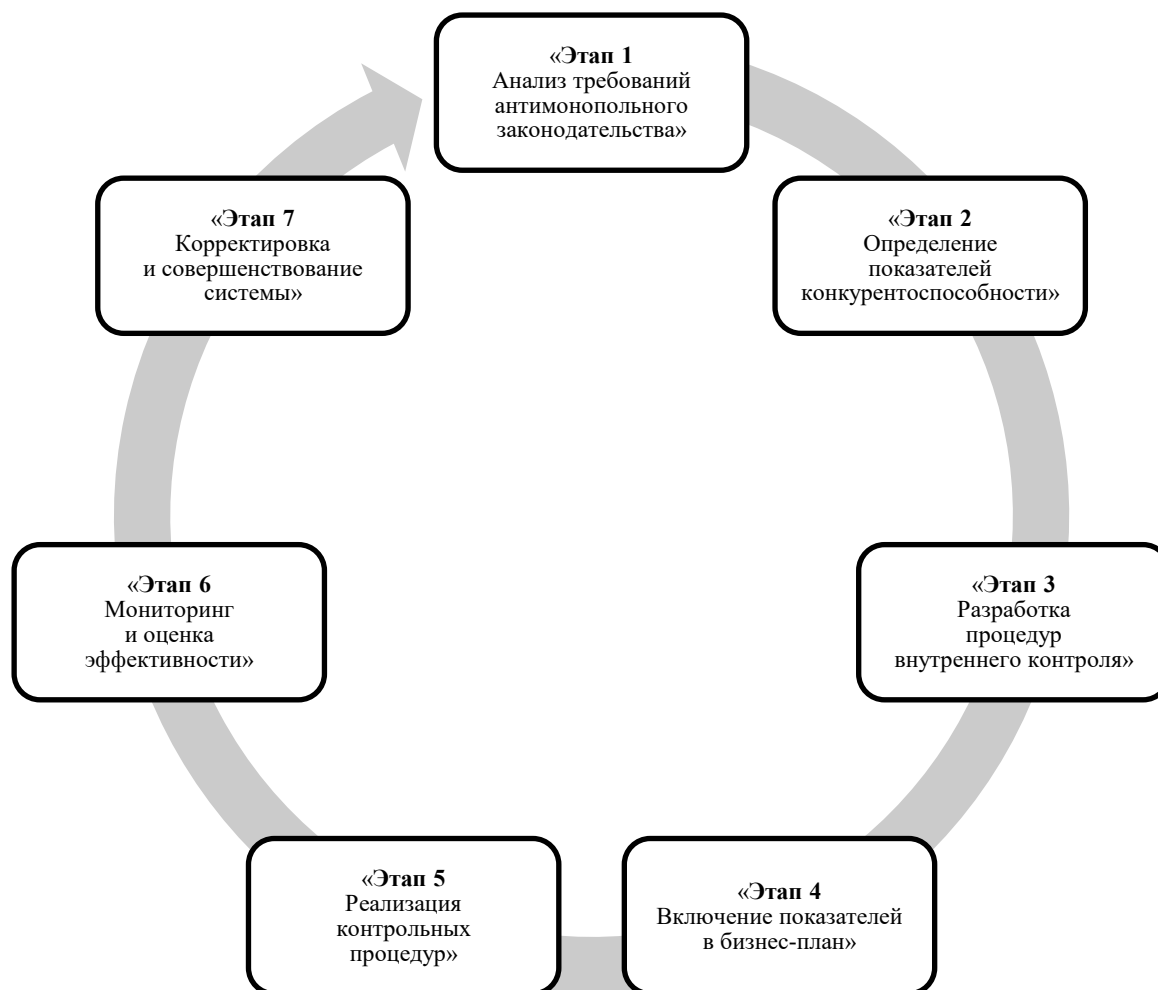 «Этап 1
Анализ требований
антимонопольного
законодательства»
«Этап 2
Определение
показателей
конкурентоспособности»
«Этап 3
Разработка
процедур
внутреннего контроля»
«Этап 4
Включение показателей
в бизнес-план»
«Этап 5
Реализация
контрольных
процедур»
«Этап 6
Мониторинг
и оценка
эффективности»
«Этап 7
Корректировка
и совершенствование
системы»